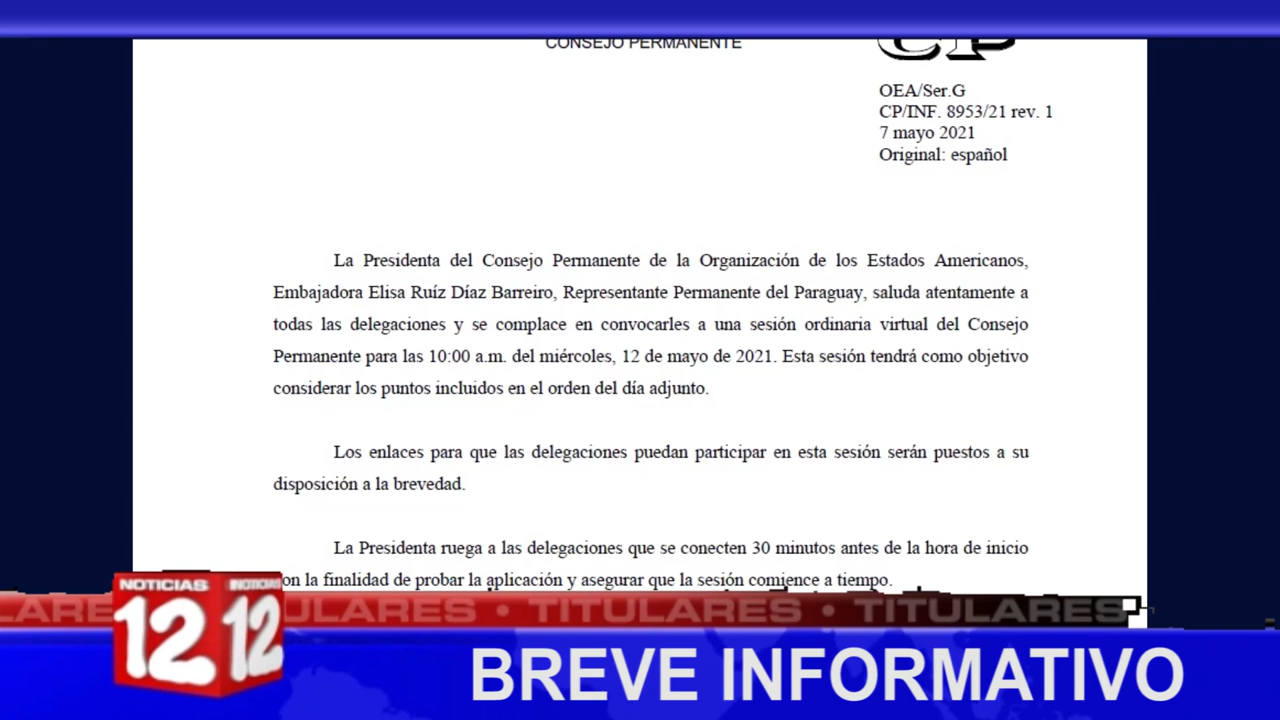 CONSEJO PERMANENTE
CP
OEA/Ser.G
CP/INF. 8953/21 rev. 1
7 mayo 2021
Original: español
La Presidenta del Consejo Permanente de la Organización de los Estados Americanos,
Embajadora Elisa Ruíz Díaz Barreiro, Representante Permanente del Paraguay, saluda atentamente a
todas las delegaciones y se complace en convocarles a una sesión ordinaria virtual del Consejo
Permanente para las 10:00 a.m. del miércoles, 12 de mayo de 2021. Esta sesión tendrá como objetivo
considerar los puntos incluidos en el orden del día adjunto.
Los enlaces para que las delegaciones puedan participar en esta sesión serán puestos a su
disposición a la brevedad.
La Presidenta ruega a las delegaciones que se conecten 30 minutos antes de la hora de inicio
on la finalidad de probar la aplicación y asegurar que la sesión comience a tiempo.
ARES • TITULARES • TITULARES • TITULARES
NOTICIAS NOTICIAS
12 12
BREVE INFORMATIVO